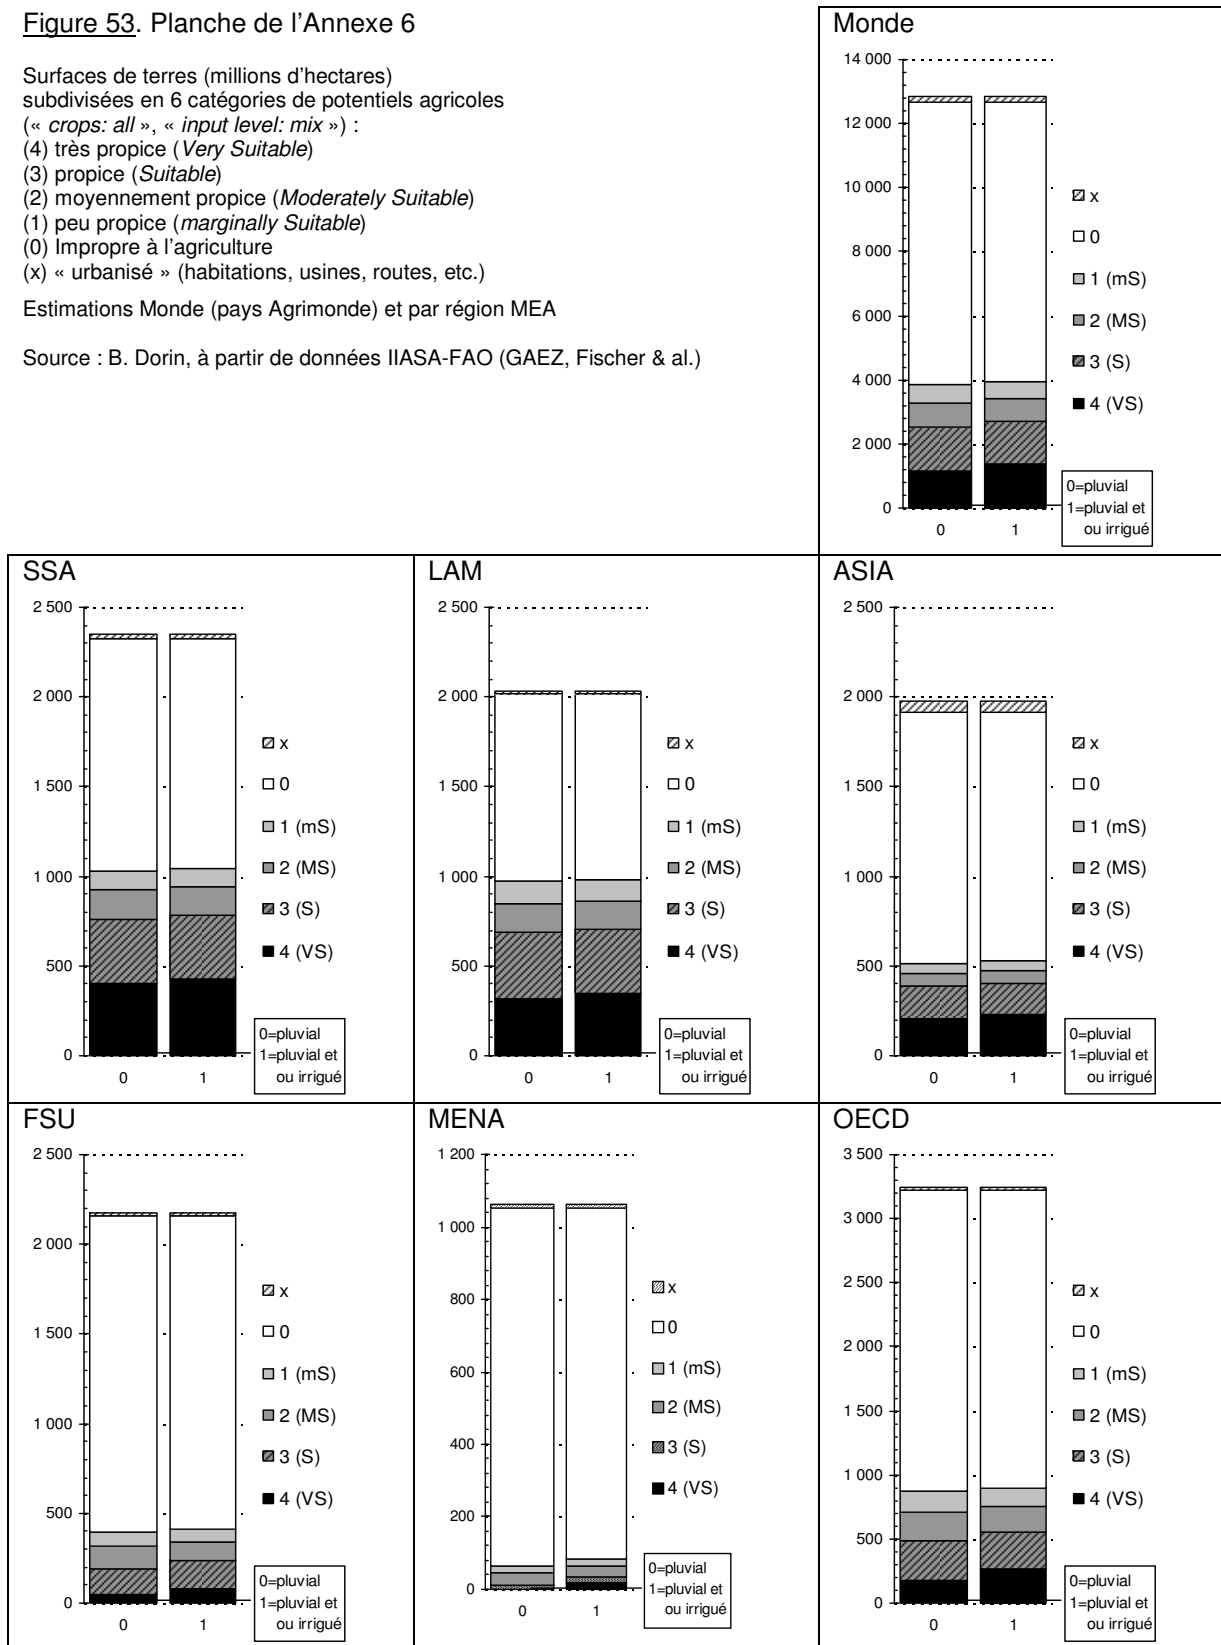 Figure 53. Planche de l'Annexe 6
Surfaces de terres (millions d'hectares)
subdivisées en 6 catégories de potentiels agricoles
(« crops: all », « input level: mix ») :
(4) très propice (Very Suitable)
(3) propice (Suitable)
(2) moyennement propice (Moderately Suitable)
(1) peu propice (marginally Suitable)
(0) Impropre à l'agriculture
(x) « urbanisé » (habitations, usines, routes, etc.)
Estimations Monde (pays Agrimonde) et par région MEA
Source : B. Dorin, à partir de données IIASA-FAO (GAEZ, Fischer & al.)
Monde
14 000
12 000
10 000
8 000
6 000
4 000
2 000
0
0 1
x
0
1 (mS)
2 (MS)
3 (S)
4 (VS)
0=pluvial
1=pluvial et
ou irrigué
SSA
2 500
2 000
1 500
1 000
500
0
0 1
x
0
1 (mS)
2 (MS)
3 (S)
4 (VS)
0=pluvial
1=pluvial et
ou irrigué
LAM
2 500
2 000
1 500
1 000
500
0
0 1
x
0
1 (mS)
2 (MS)
3 (S)
4 (VS)
0=pluvial
1=pluvial et
ou irrigué
ASIA
2 500
2 000
1 500
1 000
500
0
0 1
x
0
1 (mS)
2 (MS)
3 (S)
4 (VS)
0=pluvial
1=pluvial et
ou irrigué
FSU
2 500
2 000
1 500
1 000
500
0
0 1
x
0
1 (mS)
2 (MS)
3 (S)
4 (VS)
0=pluvial
1=pluvial et
ou irrigué
MENA
1 200
1 000
800
600
400
200
0
0 1
x
0
1 (mS)
2 (MS)
3 (S)
4 (VS)
0=pluvial
1=pluvial et
ou irrigué
OECD
3 500
3 000
2 500
2 000
1 500
1 000
500
0
0 1
x
0
1 (mS)
2 (MS)
3 (S)
4 (VS)
0=pluvial
1=pluvial et
ou irrigué